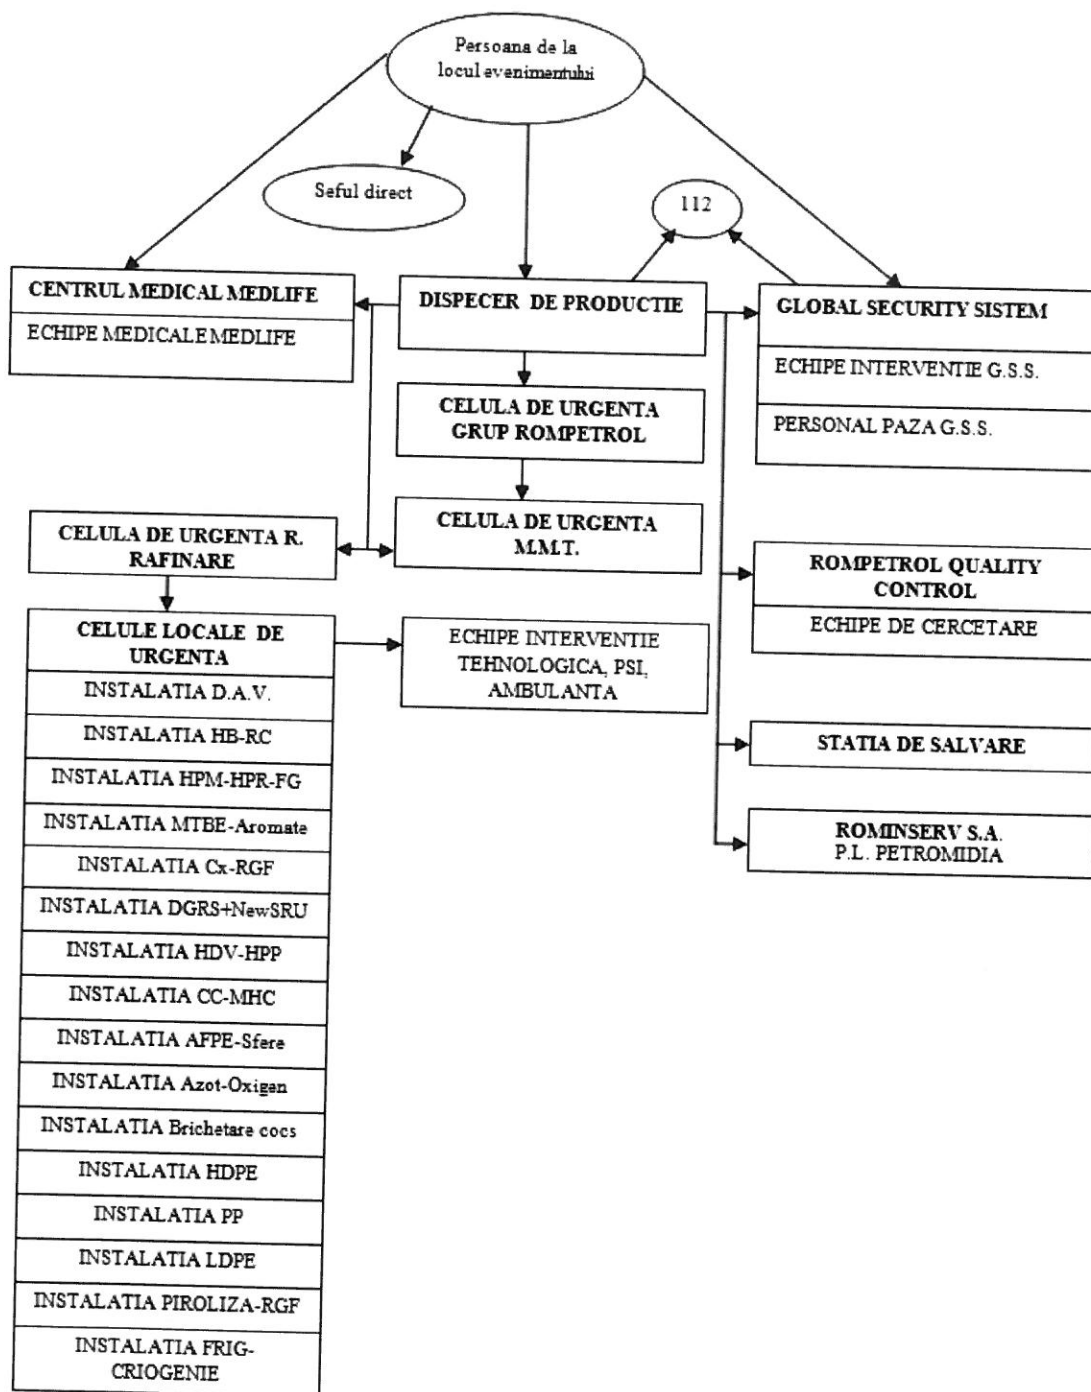 Persoana de la
locul evenimentului
Seful direct
112
CENTRUL MEDICAL MEDLIFE
ECHIPE MEDICALE MEDLIFE
DISPECER DE PRODUCTIE
GLOBAL SECURITY SISTEM
ECHIPE INTERVENTIE G.S.S.
PERSONAL PAZA G.S.S.
CELULA DE URGENTA
GRUP ROMPETROL
CELULA DE URGENTA
M.M.T.
CELULA DE URGENTA R.
RAFINARE
ROMPETROL QUALITY
CONTROL
ECHIPE DE CERCETARE
STATIA DE SALVARE
ROMINSERV S.A.
P.L. PETROMIDIA
CELULE LOCALE DE
URGENTA
ECHIPE INTERVENTIE
TEHNOLOGICA, PSI,
AMBULANTA
INSTALATIA D.A.V.
INSTALATIA HB-RC
INSTALATIA HPM-HPR-FG
INSTALATIA MTBE-Aromate
INSTALATIA Cx-RGF
INSTALATIA DGRS+NewSRU
INSTALATIA HDV-HPP
INSTALATIA CC-MHC
INSTALATIA AFPE-Sfere
INSTALATIA Azot-Oxigen
INSTALATIA Brichetare cocs
INSTALATIA HDPE
INSTALATIA PP
INSTALATIA LDPE
INSTALATIA PIROLIZA-RGF
INSTALATIA FRIG-
CRIOGENIE